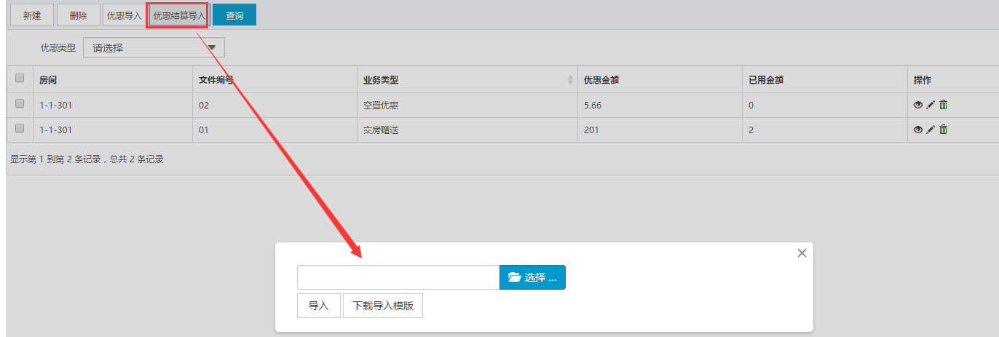 新建 删除 优惠导入 优惠结算导入 查询
优惠类型 请选择
房间 文件编号 业务类型 优惠金额 已用金额 操作
1-1-301 02 空置优惠 5.66 0
1-1-301 01 交房赠送 201 2
显示第 1 到第 2 条记录，总共 2 条记录
选择 ...
导入 下载导入模版